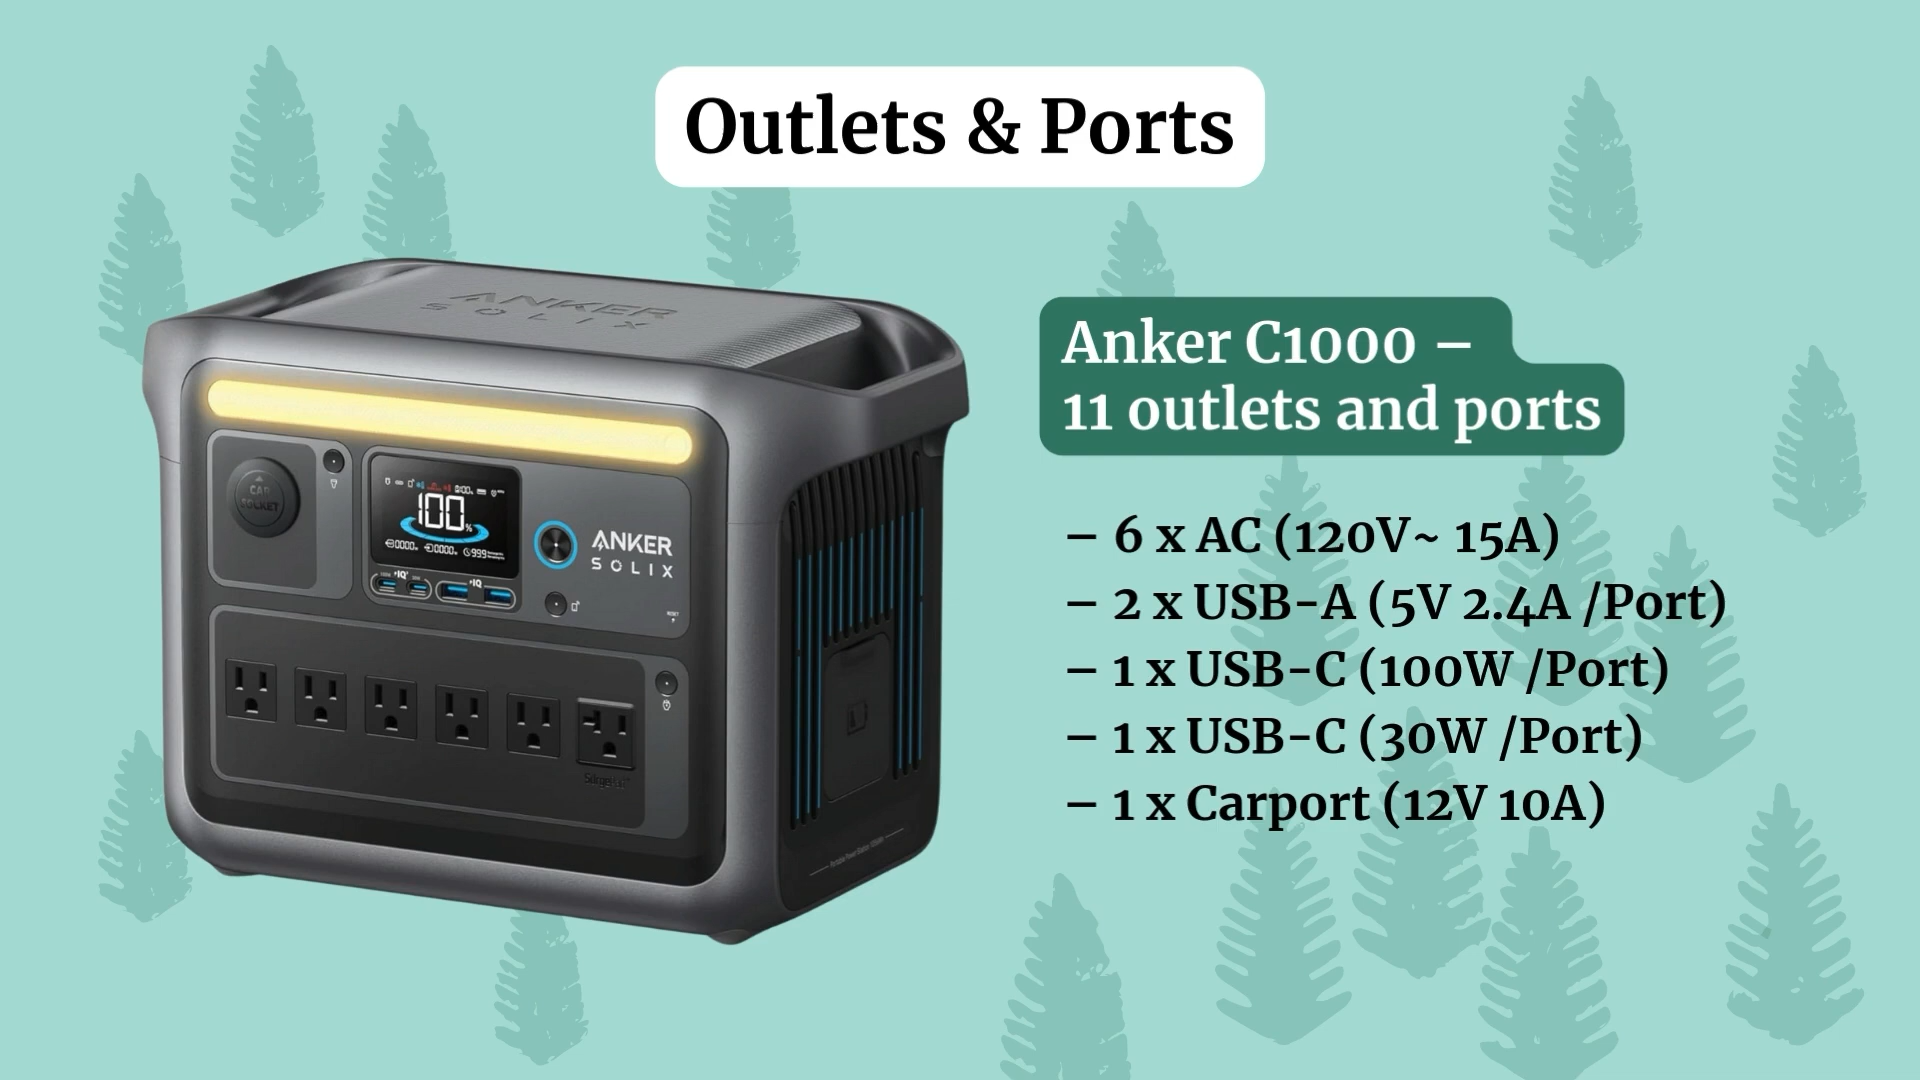 Outlets & Ports
ANKER
SOLIX
Anker C1000 –
11 outlets and ports
CAR
SOCKET
100%
ANKER
SOLIX
– 6 x AC (120V~ 15A)
– 2 x USB-A (5V 2.4A /Port)
– 1 x USB-C (100W /Port)
– 1 x USB-C (30W /Port)
– 1 x Carport (12V 10A)